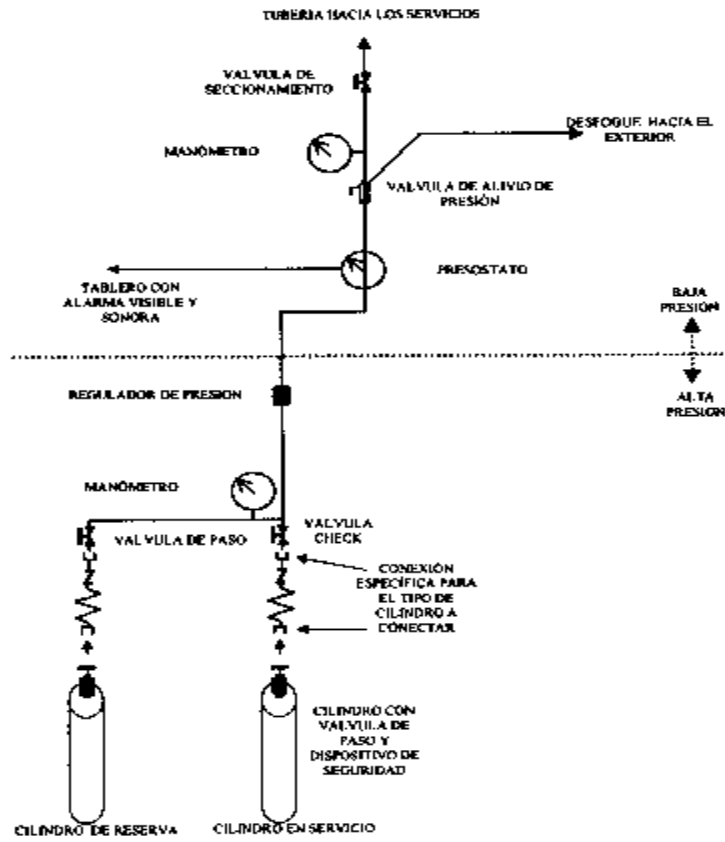 TUBERIA HACIA LOS SERVICIOS
VALVULA DE
SECCIONAMIENTO
DESFOGUE HACIA EL
EXTERIOR
MANÓMETRO
VALVULA DE ALIVIO DE
PRESIÓN
PRESOSTATO
TABLERO CON
ALARMA VISIBLE Y
SONORA
BAJA
PRESIÓN
REGULADOR DE PRESION
ALTA
PRESIÓN
MANÓMETRO
VALVULA DE PASO
VALVULA
CHECK
CONEXIÓN
ESPECÍFICA PARA
EL TIPO DE
CILINDRO A
CONECTAR
CILINDRO CON
VALVULA DE
PASO Y
DISPOSITIVO DE
SEGURIDAD
CILINDRO DE RESERVA
CILINDRO EN SERVICIO